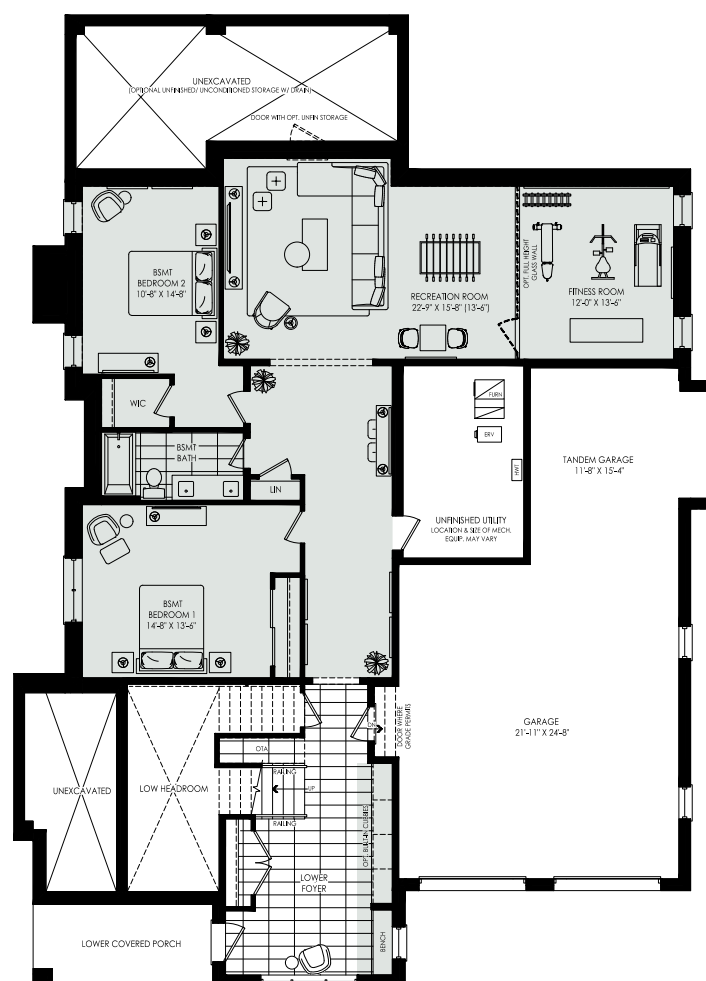 UNEXCAVATED
(OPTIONAL UNFINISHED/ UNCONDITIONED STORAGE W/ DRAIN)
DOOR WITH OPT. UNFIN STORAGE
BSMT
BEDROOM 2
10'-8" X 14'-8"
OPT. FULL HEIGHT
GLASS WALL
RECREATION ROOM
22'-9" X 15'-8" (13'-6")
FITNESS ROOM
12'-0" X 13'-6"
WIC
FURN
ERV
HWT
BSMT
BATH
LIN
TANDEM GARAGE
11'-8" X 15'-4"
UNFINISHED UTILITY
LOCATION & SIZE OF MECH.
EQUIP. MAY VARY
BSMT
BEDROOM 1
14'-8" X 13'-6"
DN
DOOR WHERE
GRADE PERMITS
GARAGE
21'-11" X 24'-8"
OTA
RAILING
UNEXCAVATED
LOW HEADROOM
UP
RAILING
OPT. BUILT-IN CUBBIES
LOWER
FOYER
LOWER COVERED PORCH
BENCH